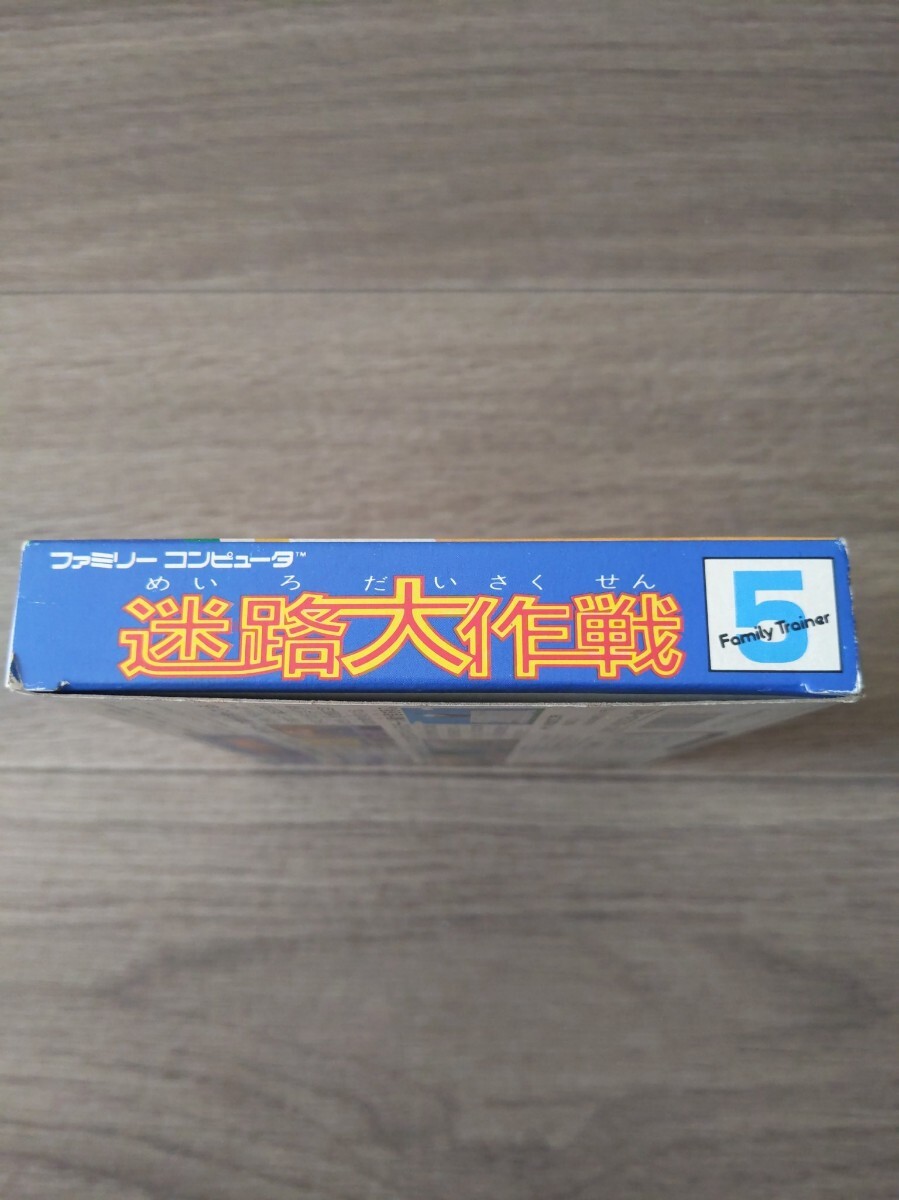 ファミリー コンピュータ™
めいろだいさくせん
迷路大作戦
5
Family Trainer